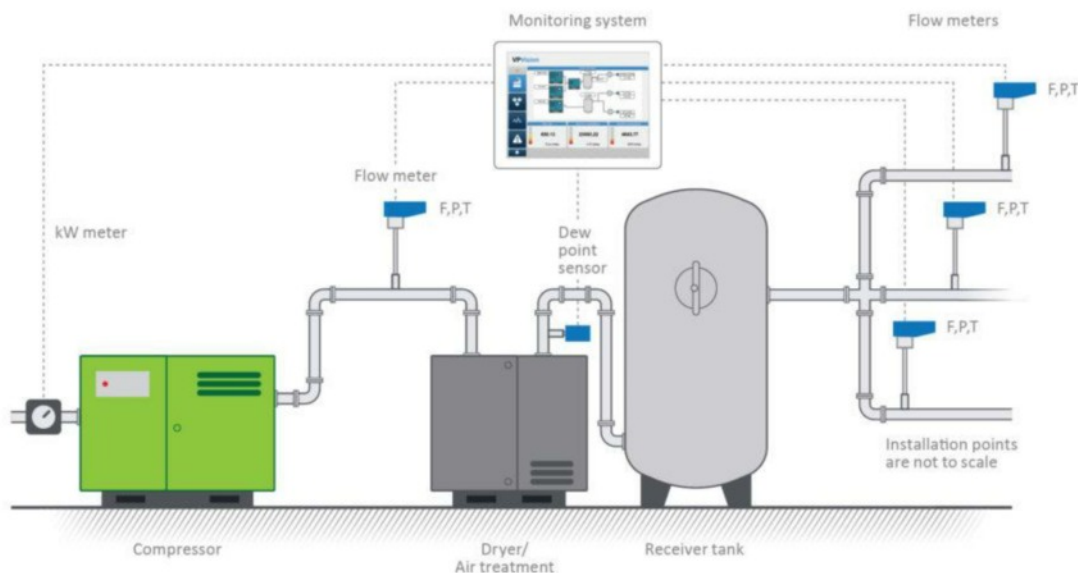 Monitoring system
Flow meters
VPVision
F,P,T
Flow meter
F,P,T
F,P,T
kW meter
Dew
point
sensor
F,P,T
Installation points
are not to scale
Compressor
Dryer/
Air treatment
Receiver tank